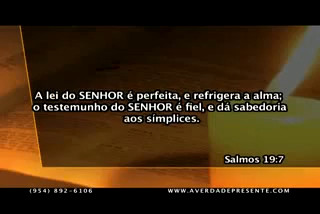 A lei do SENHOR é perfeita, e refrigera a alma;
o testemunho do SENHOR é fiel, e dá sabedoria
aos símplices.
Salmos 19:7
(954) 892-6106
WWW.AVERDADEPRESENTE.COM